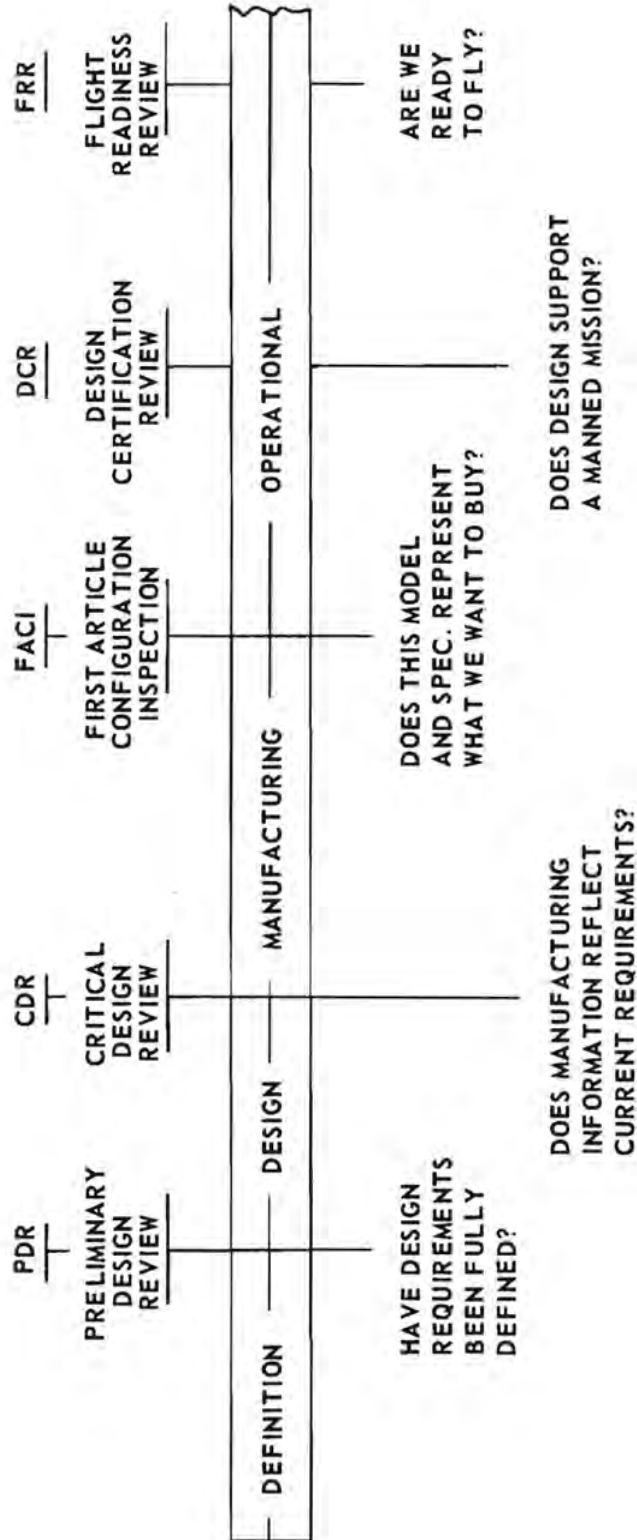 PDR
PRELIMINARY
DESIGN
REVIEW
CDR
CRITICAL
DESIGN
REVIEW
FACI
FIRST ARTICLE
CONFIGURATION
INSPECTION
DCR
DESIGN
CERTIFICATION
REVIEW
FRR
FLIGHT
READINESS
REVIEW
DEFINITION
DESIGN
MANUFACTURING
OPERATIONAL
HAVE DESIGN
REQUIREMENTS
BEEN FULLY
DEFINED?
DOES MANUFACTURING
INFORMATION REFLECT
CURRENT REQUIREMENTS?
DOES THIS MODEL
AND SPEC. REPRESENT
WHAT WE WANT TO BUY?
DOES DESIGN SUPPORT
A MANNED MISSION?
ARE WE
READY
TO FLY?